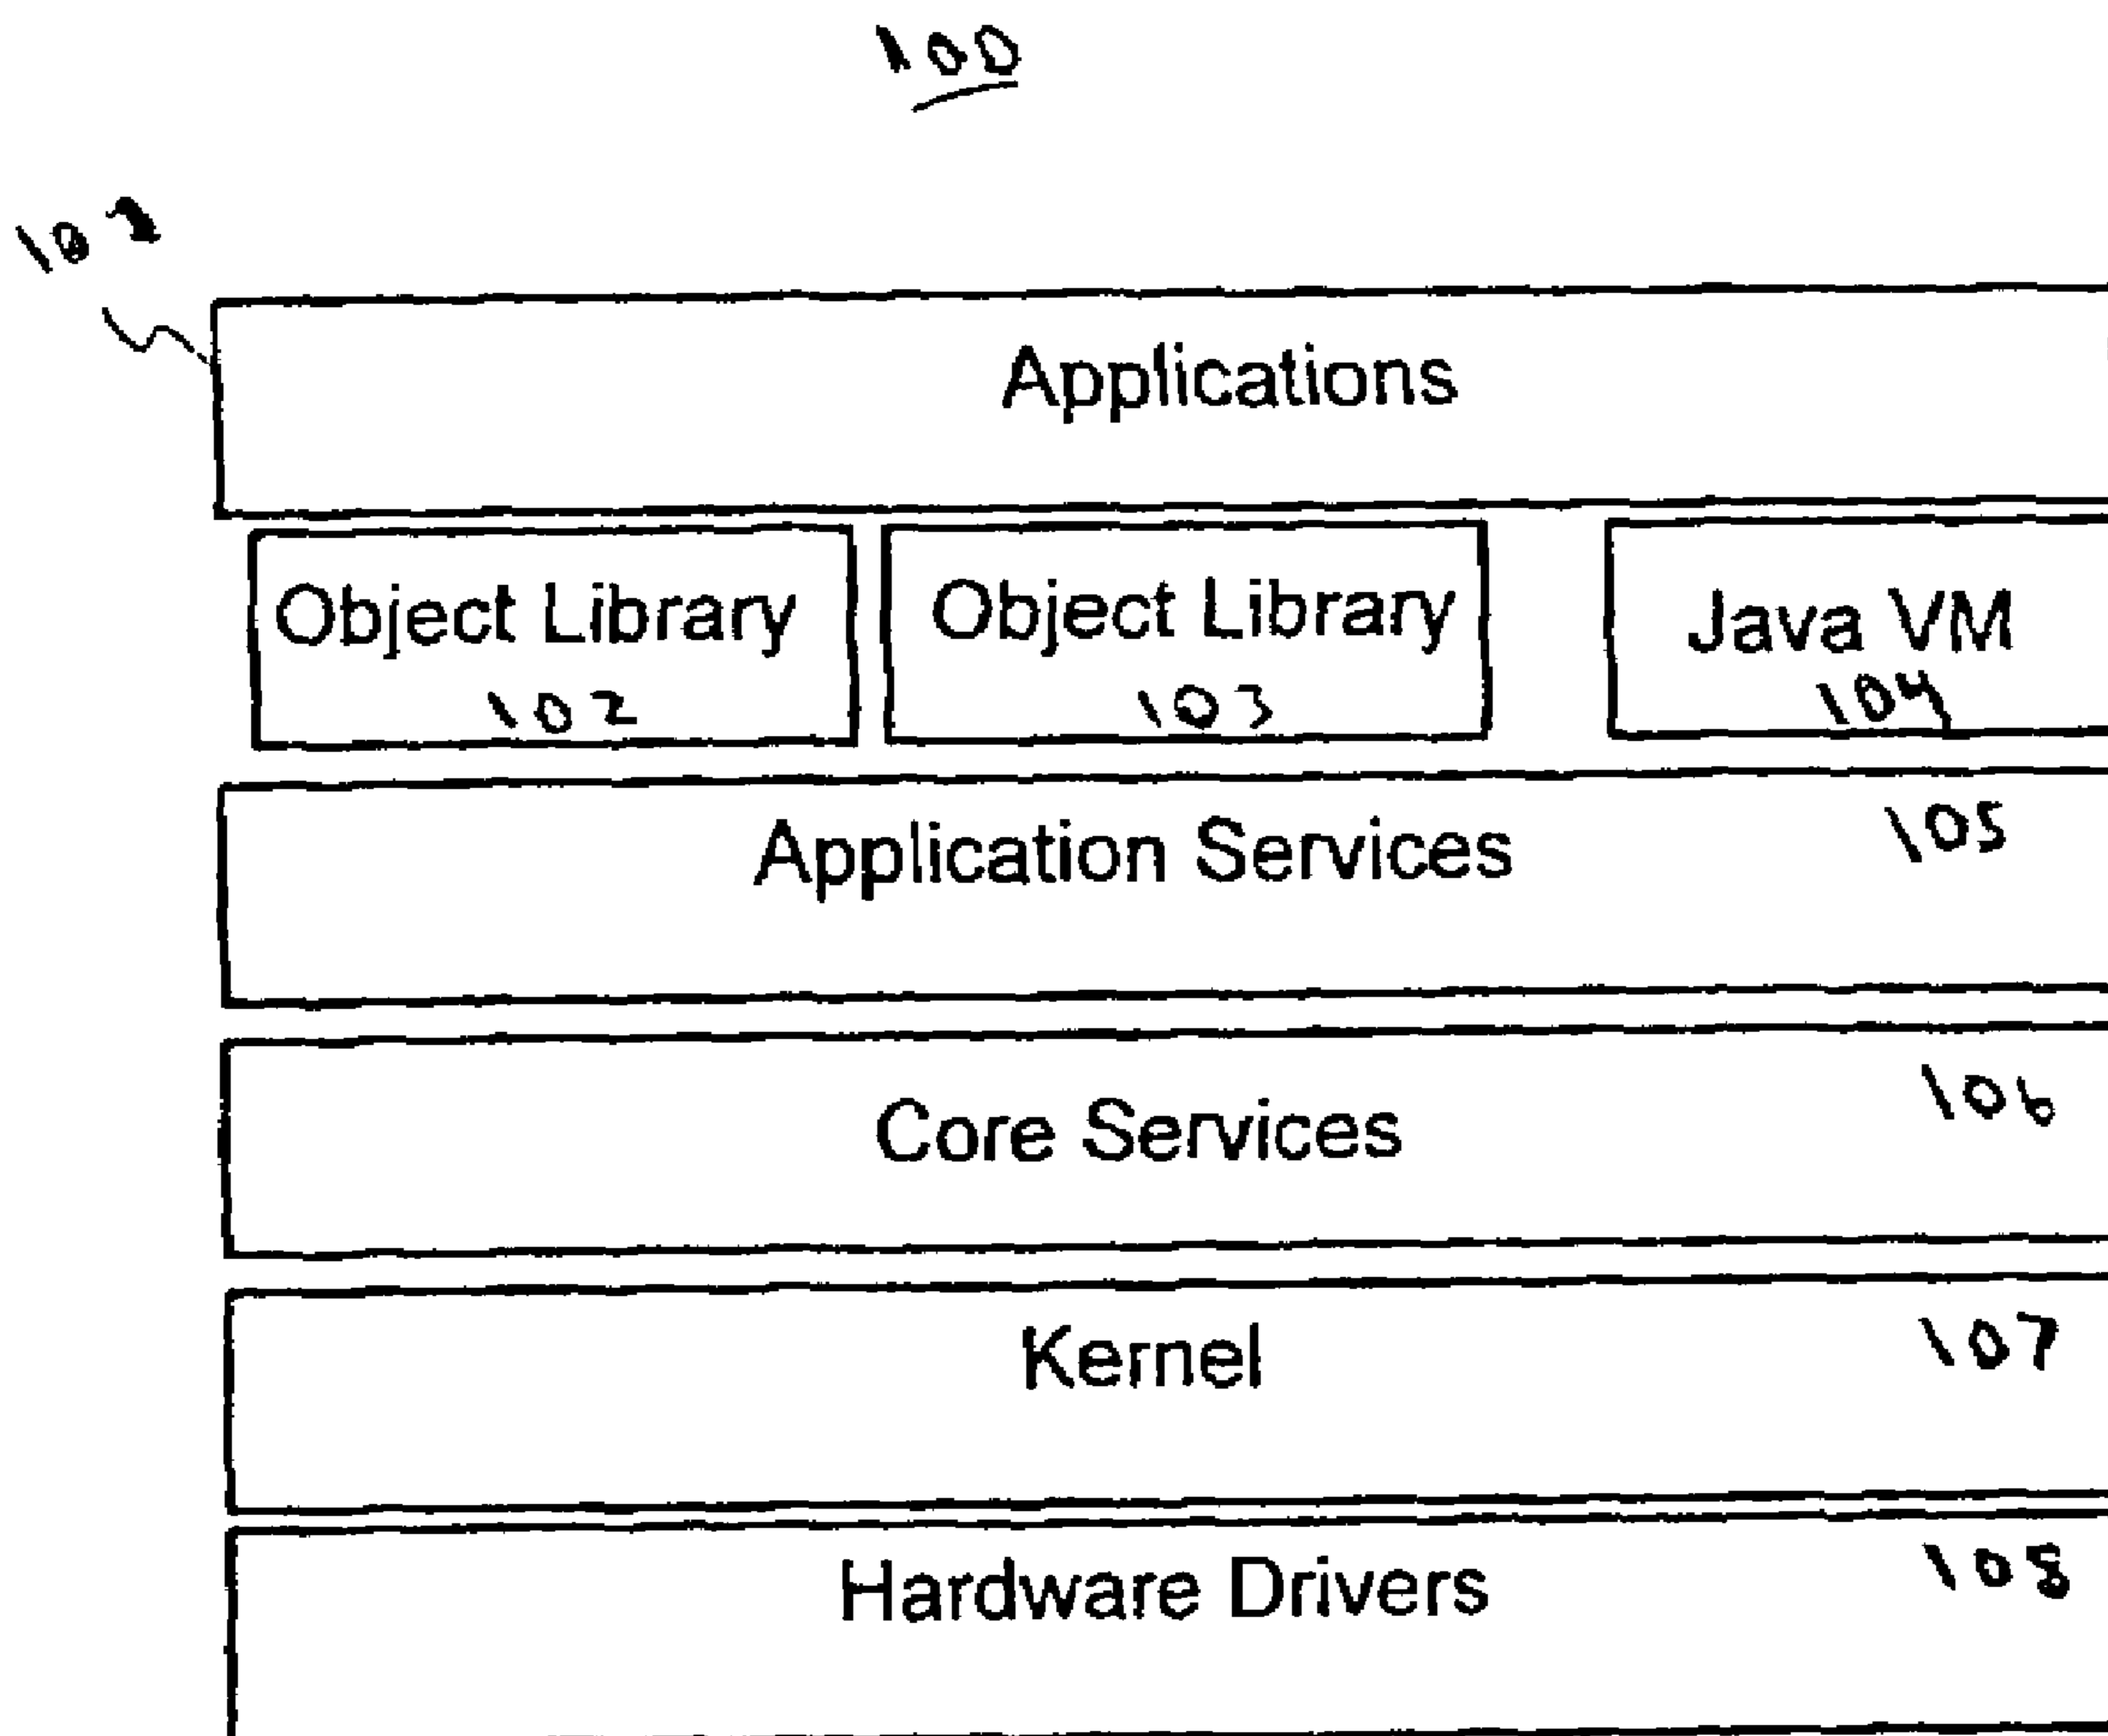 100
Applications
Object Library
102
Object Library
103
Java VM
104
Application Services 105
Core Services 106
Kernel 107
Hardware Drivers 108